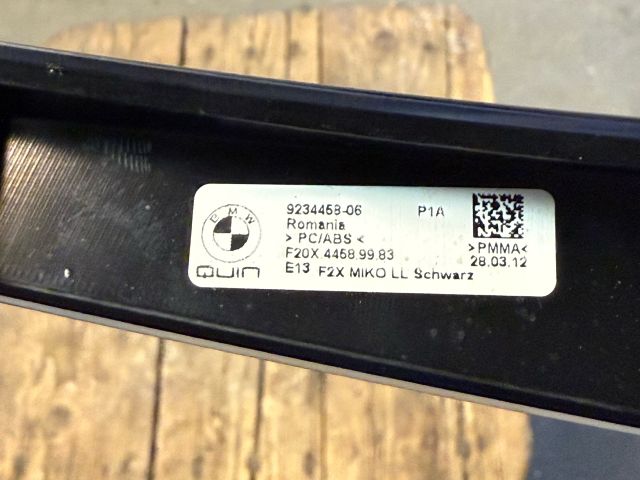 BMW
QUIN
9234458-06 P1A
Romania
> PC/ABS < >PMMA<
F20X 4458.99.83 28.03.12
E13 F2X MIKO LL Schwarz